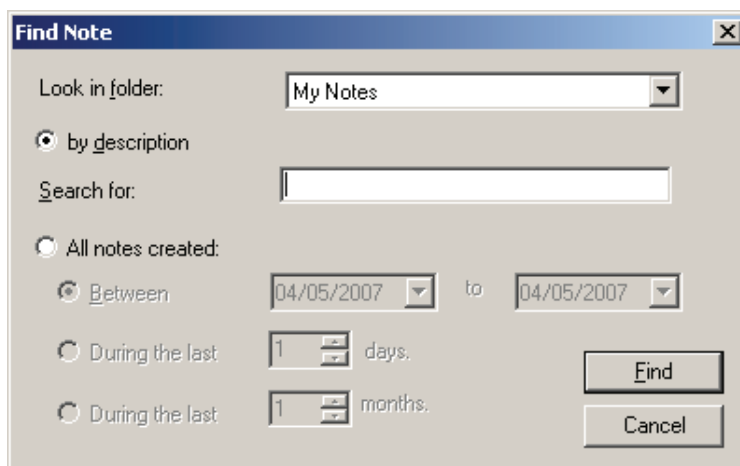 Find Note
Look in folder: My Notes
by description
Search for:
All notes created:
Between 04/05/2007 to 04/05/2007
During the last 1 days.
During the last 1 months.
Find
Cancel